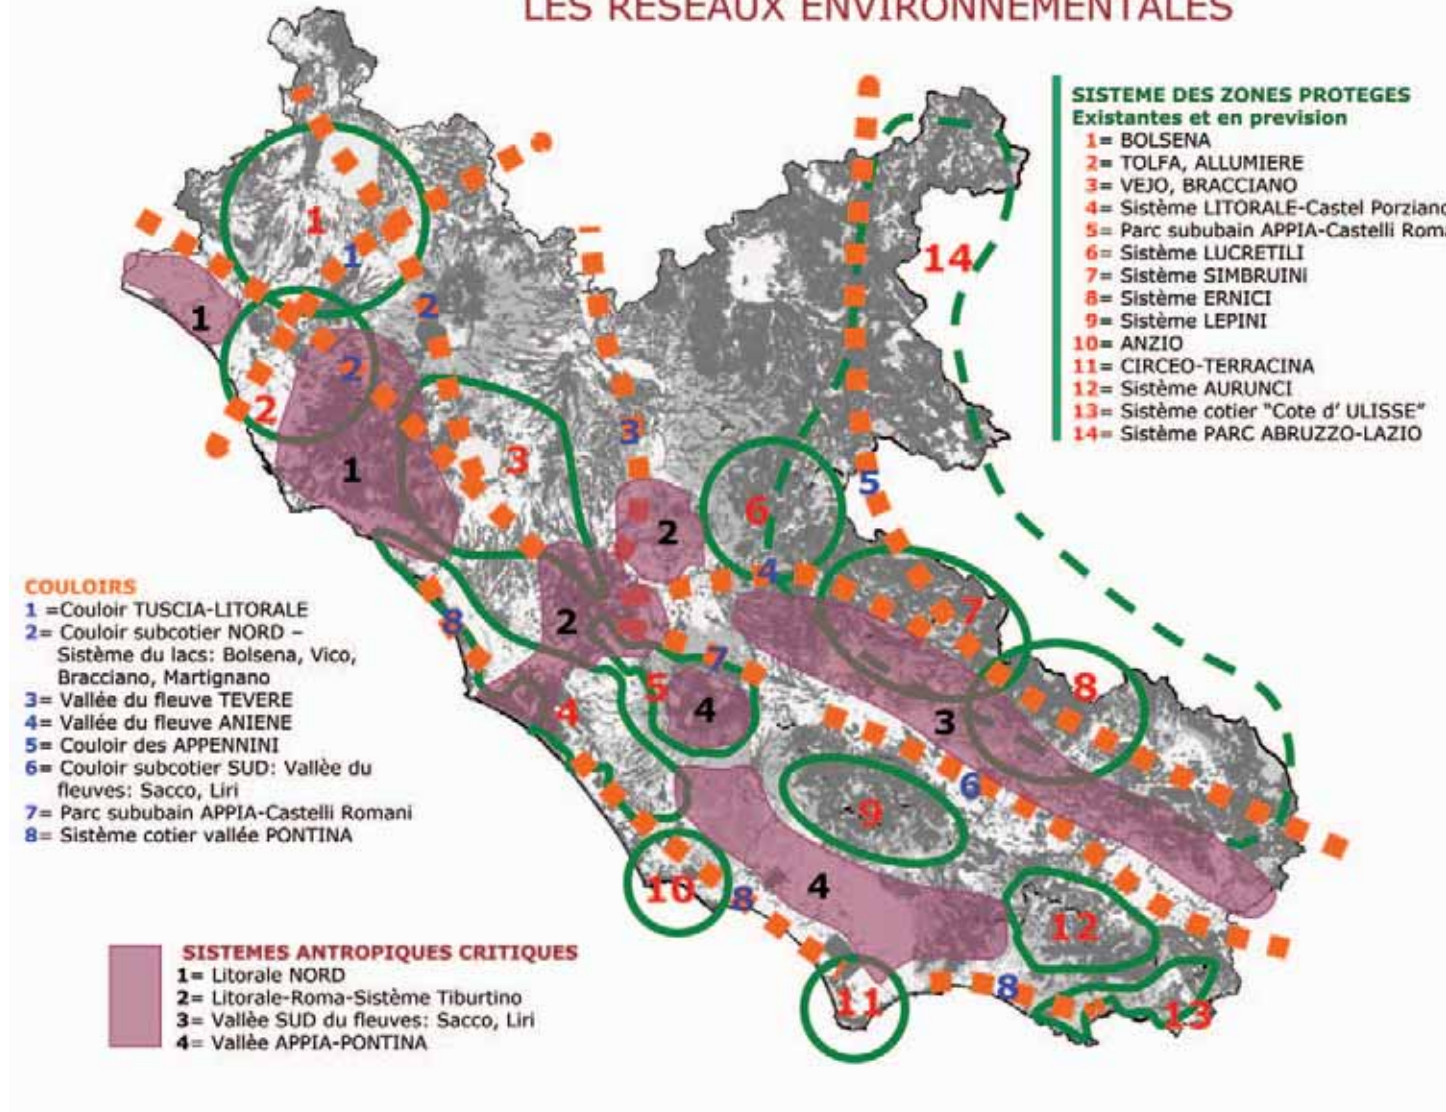 LES RESEAUX ENVIRONNEMENTALES
SISTEME DES ZONES PROTEGES
Existantes et en prevision
1= BOLSENA
2= TOLFA, ALLUMIERE
3= VEJO, BRACCIANO
4= Sistème LITORALE-Castel Porziano
5= Parc sububain APPIA-Castelli Roma
6= Sistème LUCRETILI
7= Sistème SIMBRUINi
8= Sistème ERNICI
9= Sistème LEPINI
10= ANZIO
11= CIRCEO-TERRACINA
12= Sistème AURUNCI
13= Sistème cotier "Cote d' ULISSE"
14= Sistème PARC ABRUZZO-LAZIO
1
1
2
14
1
2
2
3
3
1
5
6
2
4
2
7
8
7
5
4
4
8
3
6
9
4
10
8
12
11
8
13
COULOIRS
1 =Couloir TUSCIA-LITORALE
2= Couloir subcotier NORD –
Sistème du lacs: Bolsena, Vico,
Bracciano, Martignano
3= Vallée du fleuve TEVERE
4= Vallée du fleuve ANIENE
5= Couloir des APPENNINI
6= Couloir subcotier SUD: Vallèe du
fleuves: Sacco, Liri
7= Parc sububain APPIA-Castelli Romani
8= Sistème cotier vallée PONTINA
SISTEMES ANTROPIQUES CRITIQUES
1= Litorale NORD
2= Litorale-Roma-Sistème Tiburtino
3= Vallèe SUD du fleuves: Sacco, Liri
4= Vallèe APPIA-PONTINA